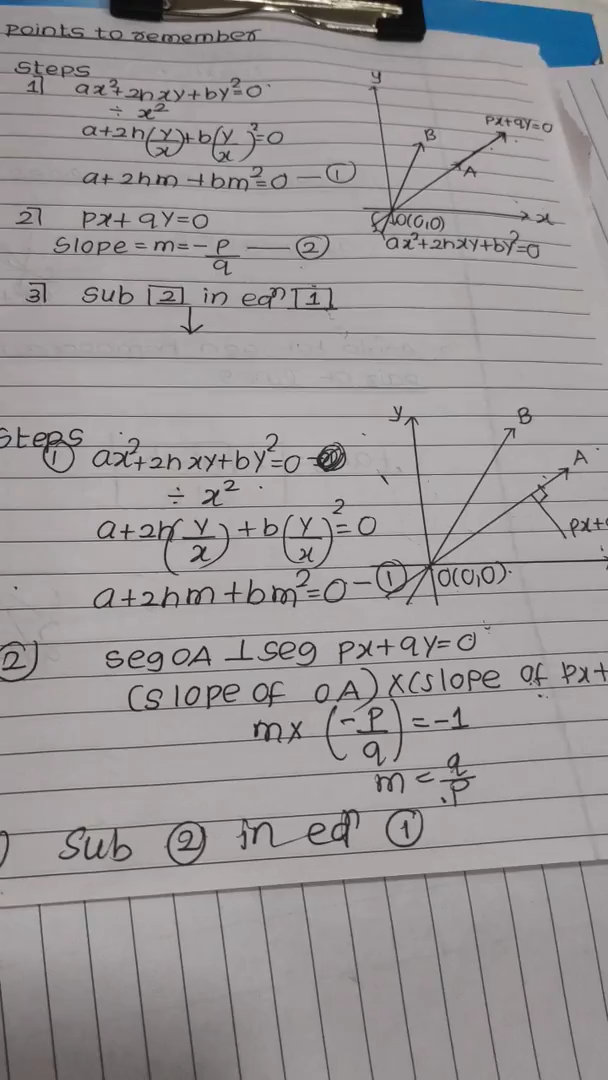 points to remember
Steps
1] ax²+2hxy+by²=0
÷ x²
a+2h(y/x)+b(y/x)²=0
a+2hm+bm²=0 — ①
2] px+qy=0
Slope=m=-p/q — ②
3] Sub [2] in eqn [1]
↓
y
B
px+qy=0
A
O(0,0)
x
ax²+2hxy+by²=0
Steps
① ax²+2hxy+by²=0
÷ x²
a+2h(y/x)+b(y/x)²=0
a+2hm+bm²=0 — ①
y
B
A
px+
O(0,0)
② seg OA ⊥ seg px+qy=0
(slope of OA)×(slope of px+
m×(-p/q)=-1
m=q/p
) Sub ② in eqn ①